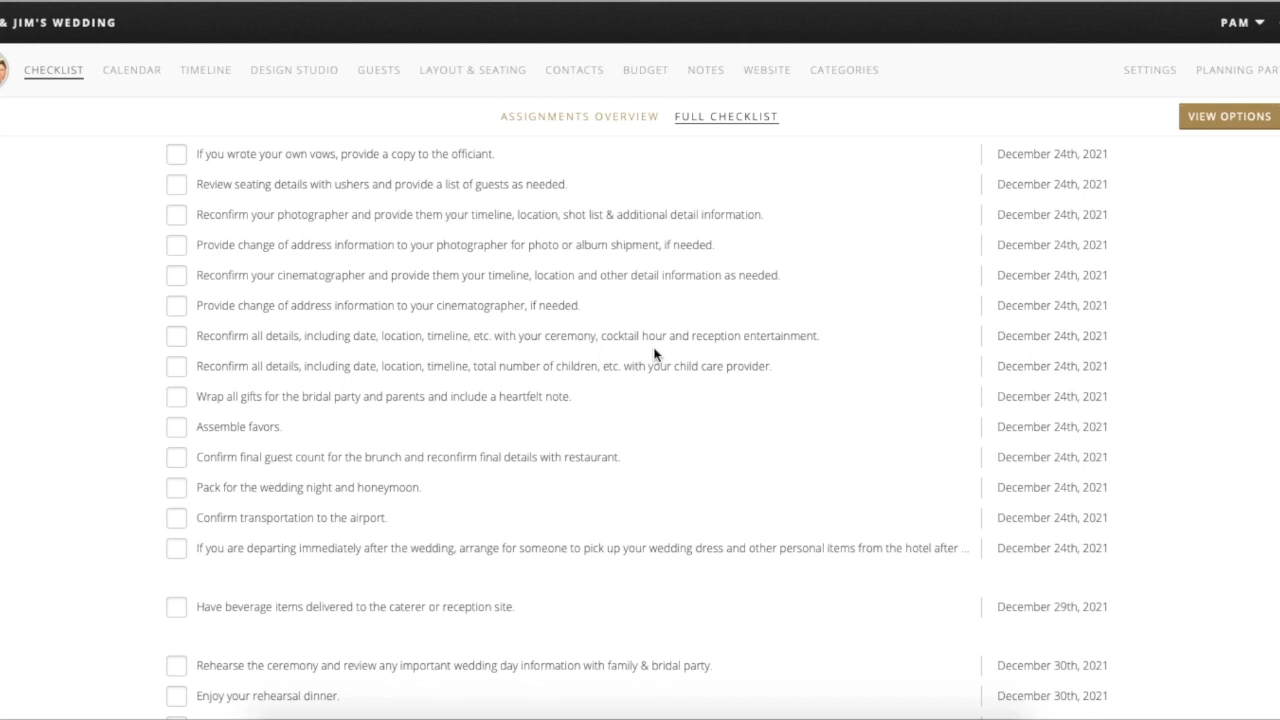 & JIM'S WEDDING
PAM
CHECKLIST CALENDAR TIMELINE DESIGN STUDIO GUESTS LAYOUT & SEATING CONTACTS BUDGET NOTES WEBSITE CATEGORIES SETTINGS PLANNING PAR
ASSIGNMENTS OVERVIEW FULL CHECKLIST VIEW OPTIONS
If you wrote your own vows, provide a copy to the officiant. December 24th, 2021
Review seating details with ushers and provide a list of guests as needed. December 24th, 2021
Reconfirm your photographer and provide them your timeline, location, shot list & additional detail information. December 24th, 2021
Provide change of address information to your photographer for photo or album shipment, if needed. December 24th, 2021
Reconfirm your cinematographer and provide them your timeline, location and other detail information as needed. December 24th, 2021
Provide change of address information to your cinematographer, if needed. December 24th, 2021
Reconfirm all details, including date, location, timeline, etc. with your ceremony, cocktail hour and reception entertainment. December 24th, 2021
Reconfirm all details, including date, location, timeline, total number of children, etc. with your child care provider. December 24th, 2021
Wrap all gifts for the bridal party and parents and include a heartfelt note. December 24th, 2021
Assemble favors. December 24th, 2021
Confirm final guest count for the brunch and reconfirm final details with restaurant. December 24th, 2021
Pack for the wedding night and honeymoon. December 24th, 2021
Confirm transportation to the airport. December 24th, 2021
If you are departing immediately after the wedding, arrange for someone to pick up your wedding dress and other personal items from the hotel after ... December 24th, 2021
Have beverage items delivered to the caterer or reception site. December 29th, 2021
Rehearse the ceremony and review any important wedding day information with family & bridal party. December 30th, 2021
Enjoy your rehearsal dinner. December 30th, 2021